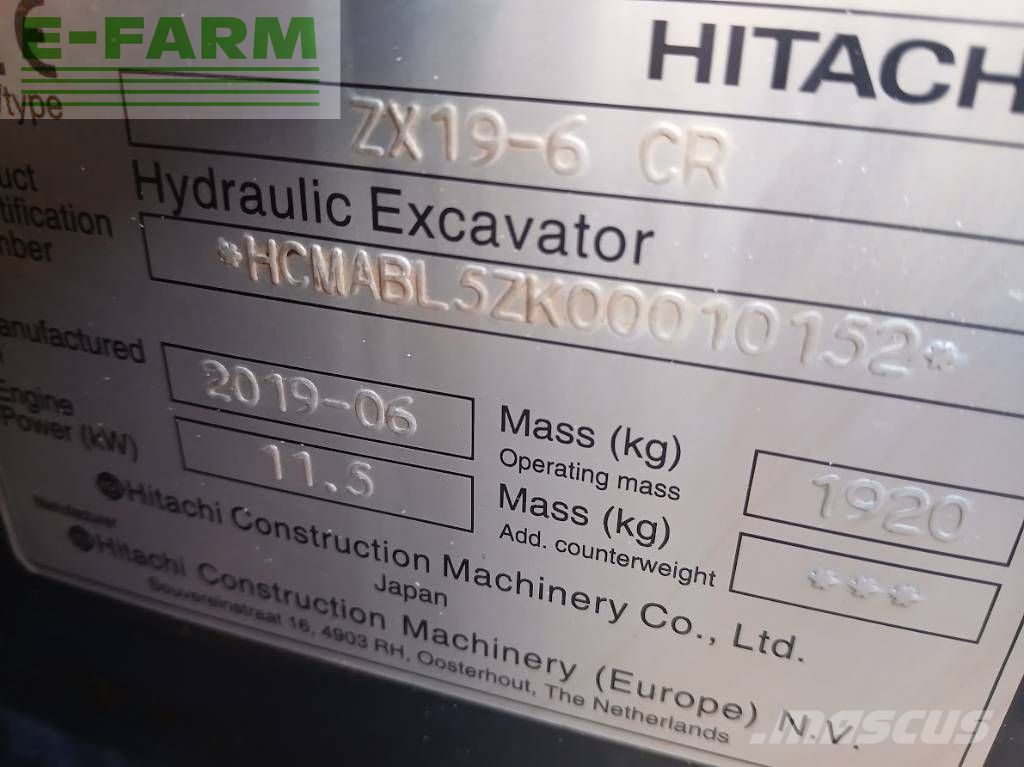 E-FARM
CE
HITACH
/type
ZX19-6 CR
Hydraulic Excavator
uct
tification
mber
*HCMABL5ZK00010152*
anufactured
2019-06
Engine
Power (kW)
11.5
Mass (kg)
Operating mass
1920
Mass (kg)
Add. counterweight
***
Hitachi Construction Machinery Co., Ltd.
Japan
Manufacturer
Hitachi Construction Machinery (Europe) N.V.
Souvereinstraat 16, 4903 RH, Oosterhout, The Netherlands
mascus